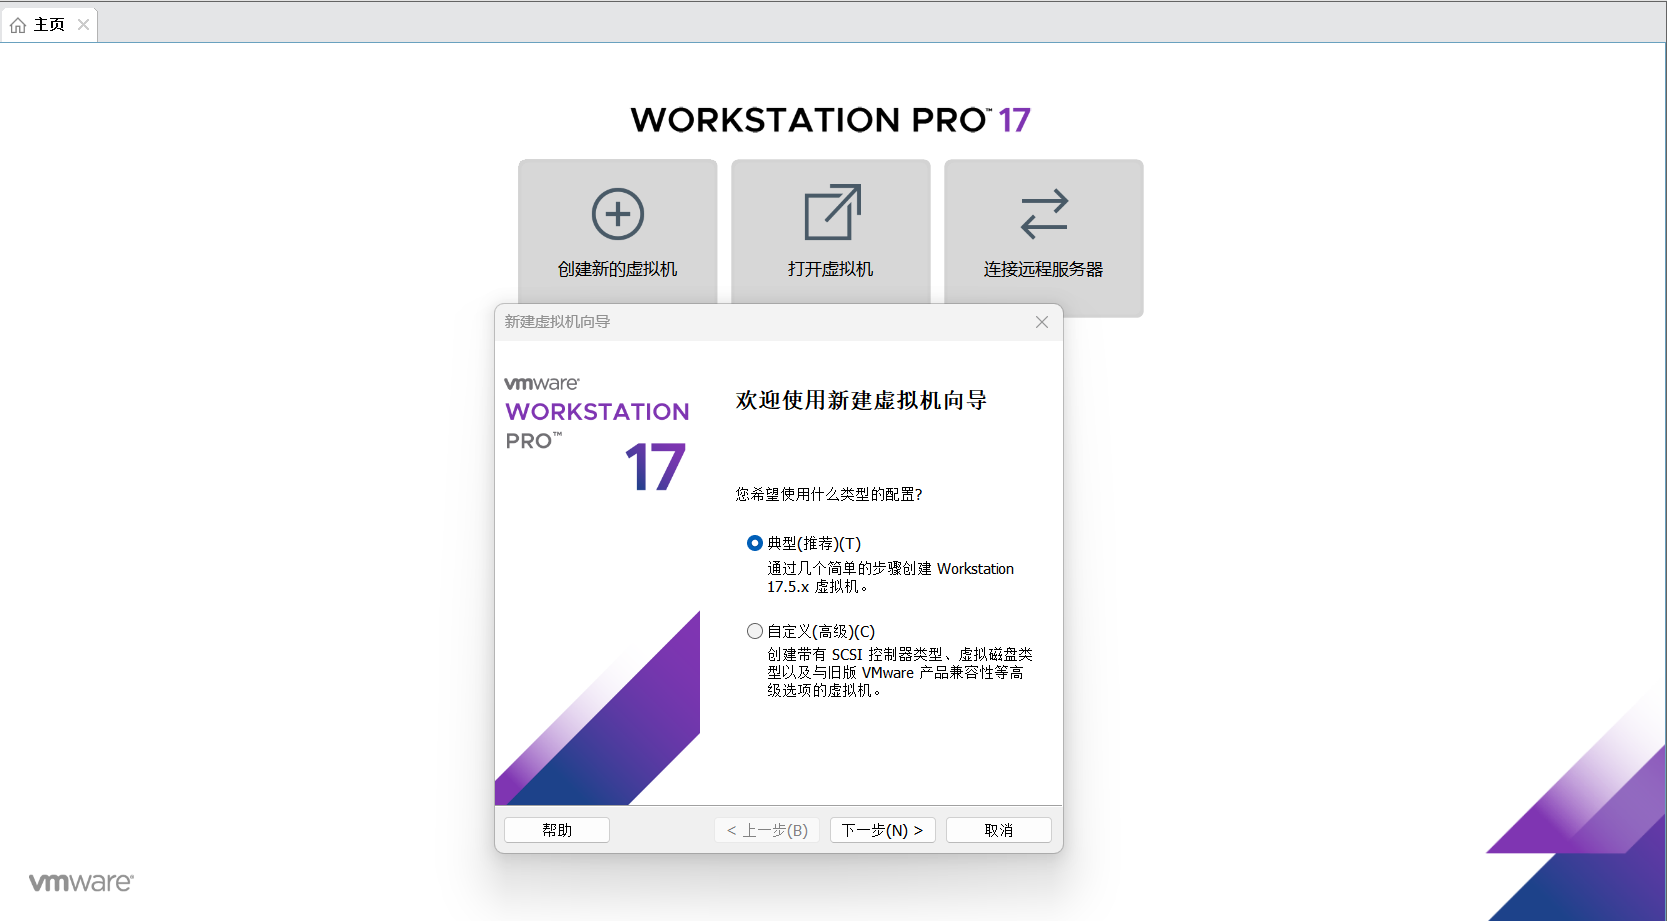 主页
WORKSTATION PRO™ 17
创建新的虚拟机
打开虚拟机
连接远程服务器
新建虚拟机向导
vmware®
WORKSTATION
PRO™
17
欢迎使用新建虚拟机向导
您希望使用什么类型的配置?
典型(推荐)(T)
通过几个简单的步骤创建 Workstation
17.5.x 虚拟机。
自定义(高级)(C)
创建带有 SCSI 控制器类型、虚拟磁盘类
型以及与旧版 VMware 产品兼容性等高
级选项的虚拟机。
帮助
< 上一步(B)
下一步(N) >
取消
vmware®